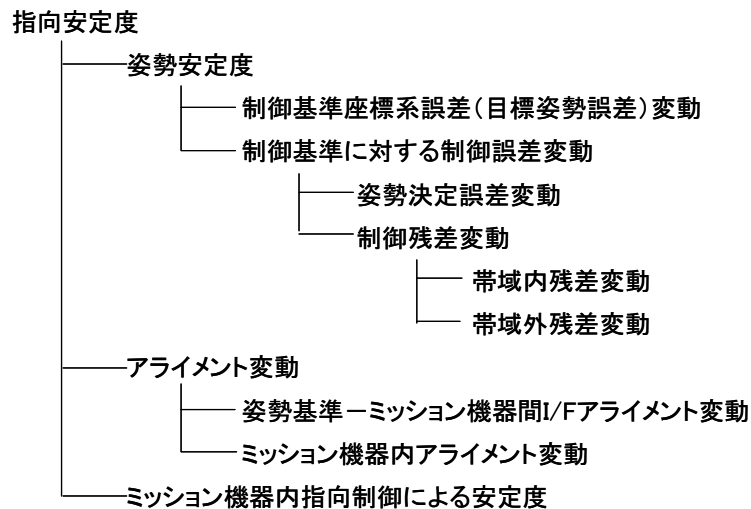 指向安定度
姿勢安定度
制御基準座標系誤差(目標姿勢誤差)変動
制御基準に対する制御誤差変動
姿勢決定誤差変動
制御残差変動
帯域内残差変動
帯域外残差変動
アライメント変動
姿勢基準－ミッション機器間I/Fアライメント変動
ミッション機器内アライメント変動
ミッション機器内指向制御による安定度